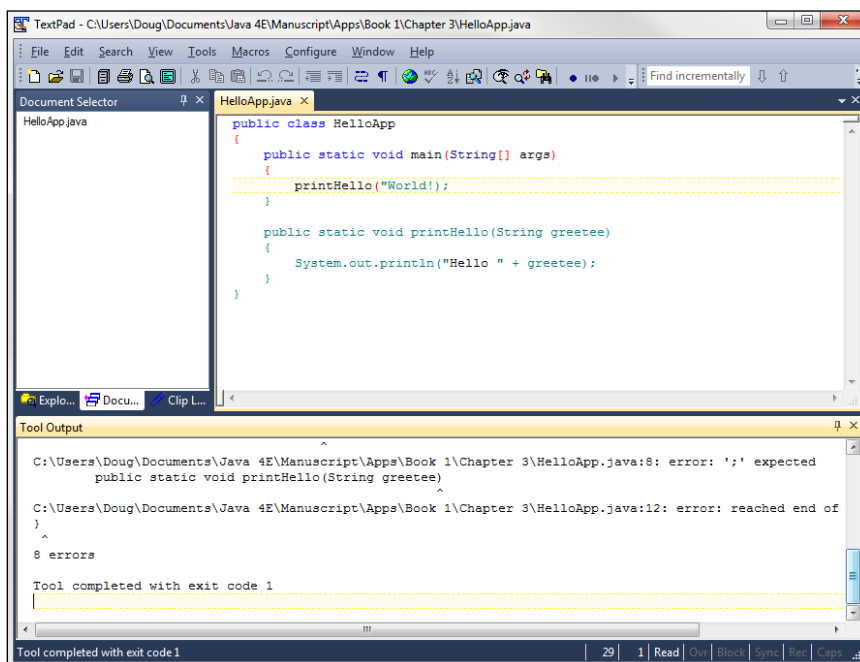 TextPad - C:\Users\Doug\Documents\Java 4E\Manuscript\Apps\Book 1\Chapter 3\HelloApp.java
File Edit Search View Tools Macros Configure Window Help
Find incrementally
Document Selector
HelloApp.java
Explo... Docu... Clip L...
HelloApp.java
public class HelloApp
{
    public static void main(String[] args)
    {
        printHello("World!);
    }

    public static void printHello(String greetee)
    {
        System.out.println("Hello " + greetee);
    }
}
Tool Output
^
C:\Users\Doug\Documents\Java 4E\Manuscript\Apps\Book 1\Chapter 3\HelloApp.java:8: error: ';' expected
        public static void printHello(String greetee)
^
C:\Users\Doug\Documents\Java 4E\Manuscript\Apps\Book 1\Chapter 3\HelloApp.java:12: error: reached end of
}
^
8 errors

Tool completed with exit code 1
Tool completed with exit code 1 29 1 Read Ovr Block Sync Rec Caps